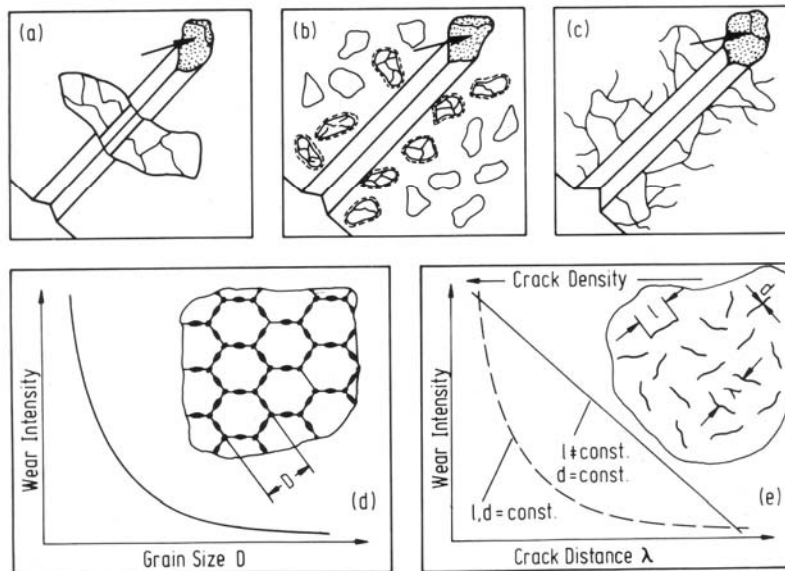 (a)
(b)
(c)
Wear Intensity
D
(d)
Grain Size D
← Crack Density
Wear Intensity
l
d
λ
l ≠ const.
d = const.
l,d = const.
(e)
Crack Distance λ